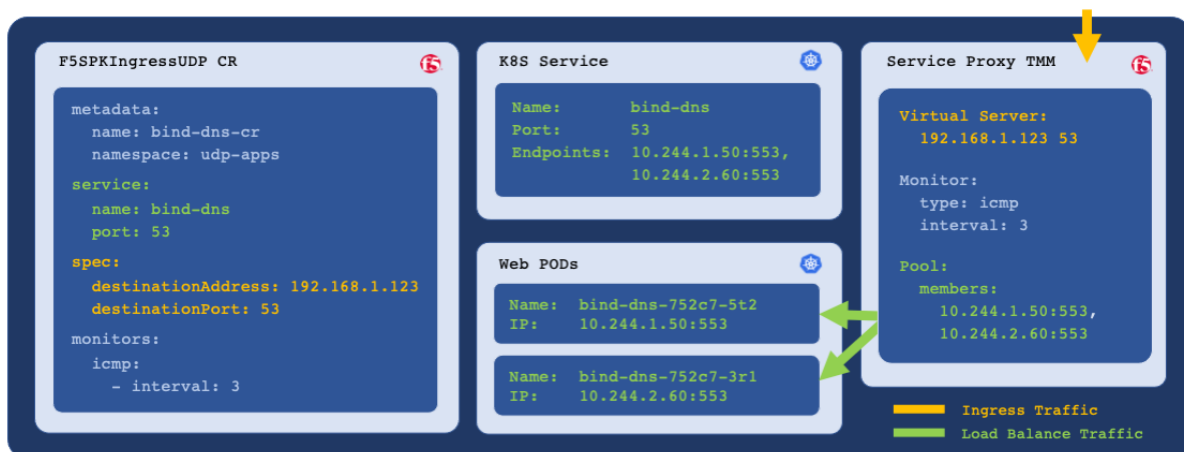 F5SPKIngressUDP CR
metadata:
name: bind-dns-cr
namespace: udp-apps
service:
name: bind-dns
port: 53
spec:
destinationAddress: 192.168.1.123
destinationPort: 53
monitors:
icmp:
- interval: 3
K8S Service
Name: bind-dns
Port: 53
Endpoints: 10.244.1.50:553,
10.244.2.60:553
Web PODs
Name: bind-dns-752c7-5t2
IP: 10.244.1.50:553
Name: bind-dns-752c7-3r1
IP: 10.244.2.60:553
Service Proxy TMM
Virtual Server:
192.168.1.123 53
Monitor:
type: icmp
interval: 3
Pool:
members:
10.244.1.50:553,
10.244.2.60:553
Ingress Traffic
Load Balance Traffic